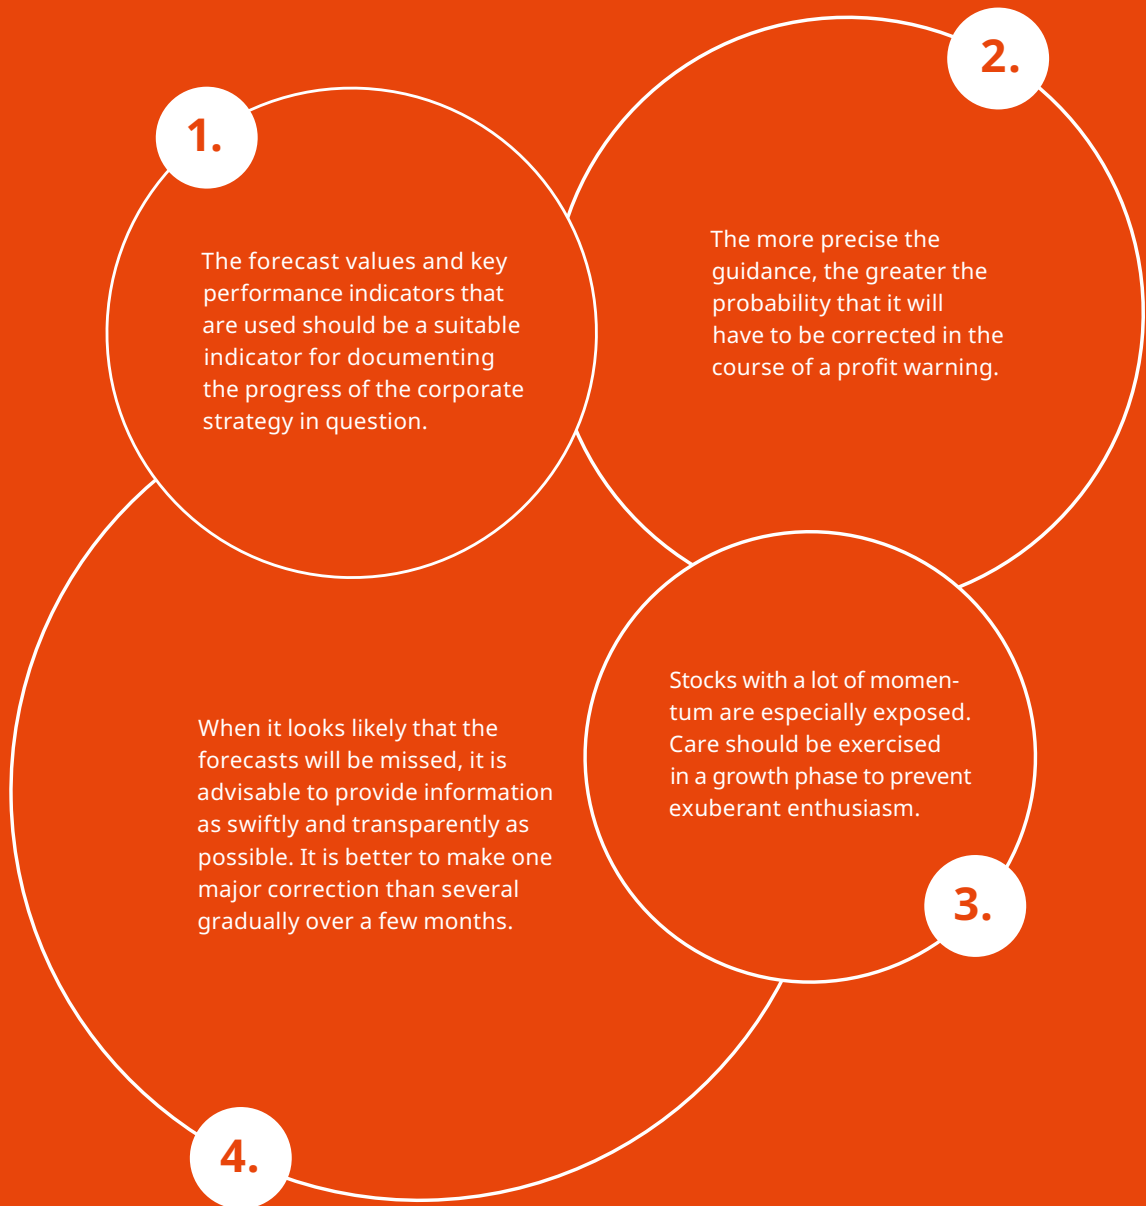 1.
The forecast values and key
performance indicators that
are used should be a suitable
indicator for documenting
the progress of the corporate
strategy in question.
2.
The more precise the
guidance, the greater the
probability that it will
have to be corrected in the
course of a profit warning.
3.
Stocks with a lot of momen-
tum are especially exposed.
Care should be exercised
in a growth phase to prevent
exuberant enthusiasm.
4.
When it looks likely that the
forecasts will be missed, it is
advisable to provide information
as swiftly and transparently as
possible. It is better to make one
major correction than several
gradually over a few months.